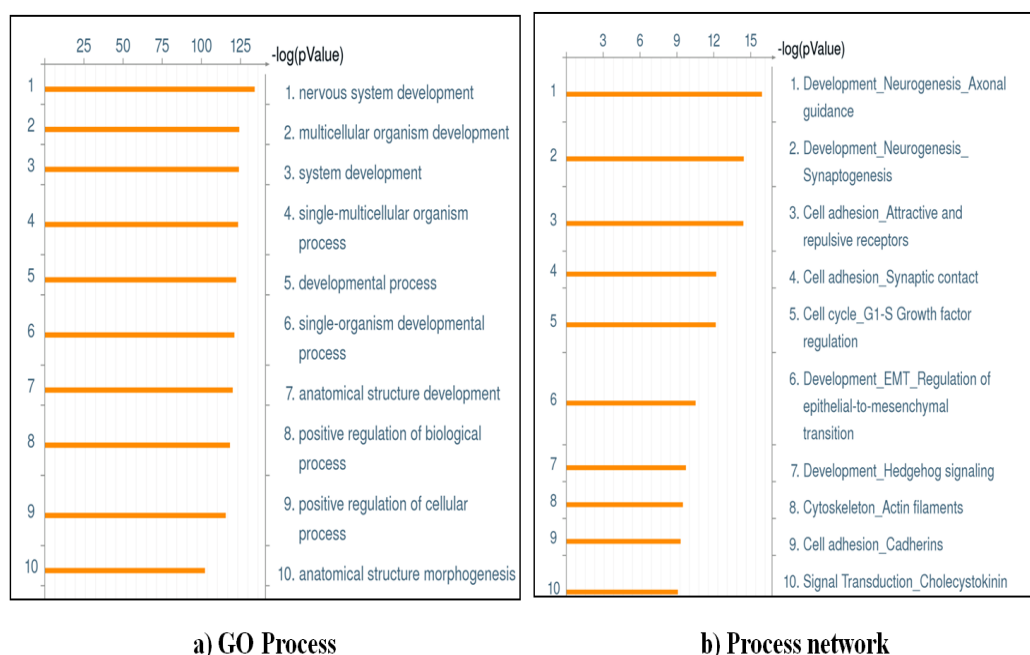 25 50 75 100 125
-log(pValue)
1
2
3
4
5
6
7
8
9
10
1. nervous system development
2. multicellular organism development
3. system development
4. single-multicellular organism
process
5. developmental process
6. single-organism developmental
process
7. anatomical structure development
8. positive regulation of biological
process
9. positive regulation of cellular
process
10. anatomical structure morphogenesis
a) GO Process
3 6 9 12 15
-log(pValue)
1
2
3
4
5
6
7
8
9
10
1. Development_Neurogenesis_Axonal
guidance
2. Development_Neurogenesis_
Synaptogenesis
3. Cell adhesion_Attractive and
repulsive receptors
4. Cell adhesion_Synaptic contact
5. Cell cycle_G1-S Growth factor
regulation
6. Development_EMT_Regulation of
epithelial-to-mesenchymal
transition
7. Development_Hedgehog signaling
8. Cytoskeleton_Actin filaments
9. Cell adhesion_Cadherins
10. Signal Transduction_Cholecystokinin
b) Process network